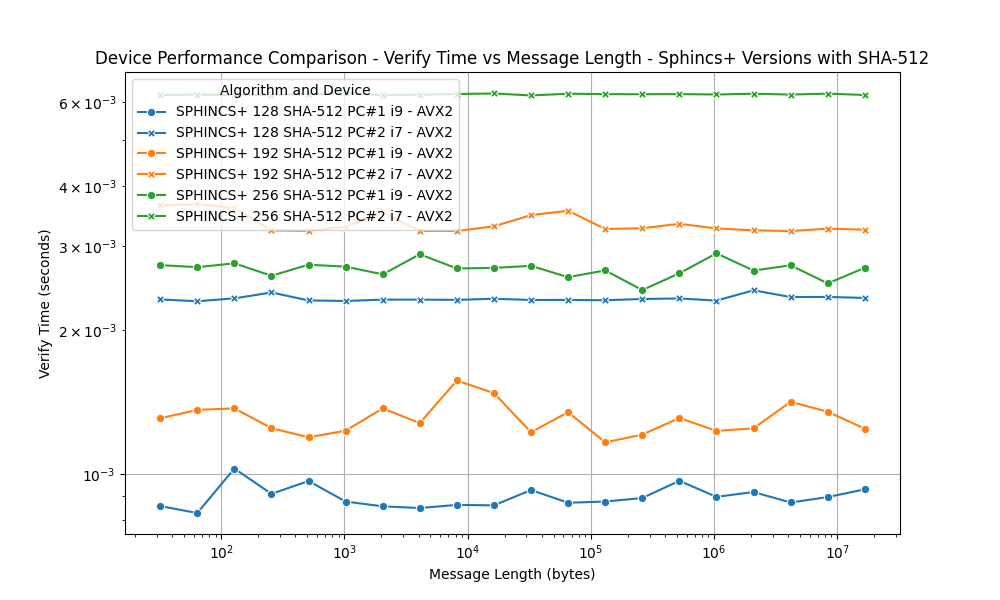 Device Performance Comparison - Verify Time vs Message Length - Sphincs+ Versions with SHA-512
Algorithm and Device
SPHINCS+ 128 SHA-512 PC#1 i9 - AVX2
SPHINCS+ 128 SHA-512 PC#2 i7 - AVX2
SPHINCS+ 192 SHA-512 PC#1 i9 - AVX2
SPHINCS+ 192 SHA-512 PC#2 i7 - AVX2
SPHINCS+ 256 SHA-512 PC#1 i9 - AVX2
SPHINCS+ 256 SHA-512 PC#2 i7 - AVX2
Verify Time (seconds)
6 × 10⁻³
4 × 10⁻³
3 × 10⁻³
2 × 10⁻³
10⁻³
10² 10³ 10⁴ 10⁵ 10⁶ 10⁷
Message Length (bytes)